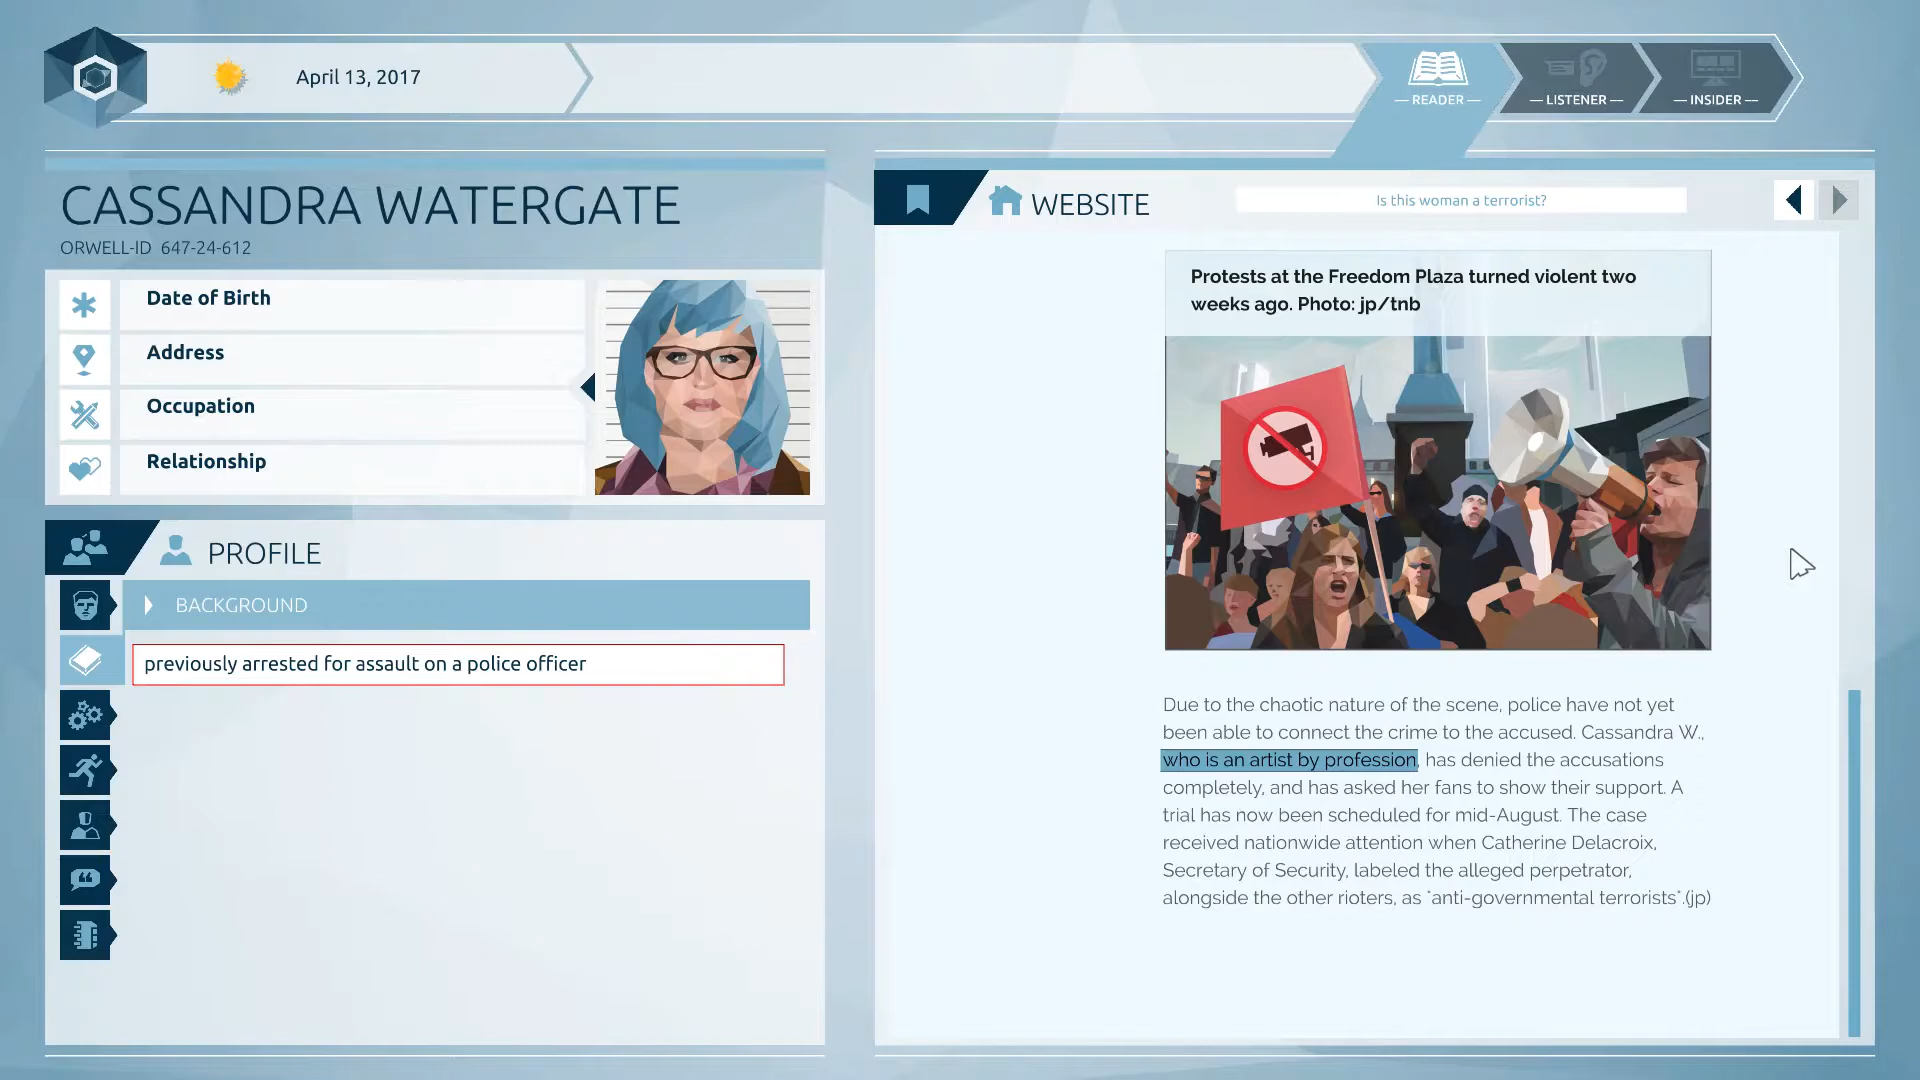 April 13, 2017
— READER —
— LISTENER —
— INSIDER —
CASSANDRA WATERGATE
ORWELL-ID 647-24-612
Date of Birth
Address
Occupation
Relationship
PROFILE
BACKGROUND
previously arrested for assault on a police officer
WEBSITE
Is this woman a terrorist?
Protests at the Freedom Plaza turned violent two
weeks ago. Photo: jp/tnb
Due to the chaotic nature of the scene, police have not yet
been able to connect the crime to the accused. Cassandra W.,
who is an artist by profession, has denied the accusations
completely, and has asked her fans to show their support. A
trial has now been scheduled for mid-August. The case
received nationwide attention when Catherine Delacroix,
Secretary of Security, labeled the alleged perpetrator,
alongside the other rioters, as "anti-governmental terrorists".(jp)